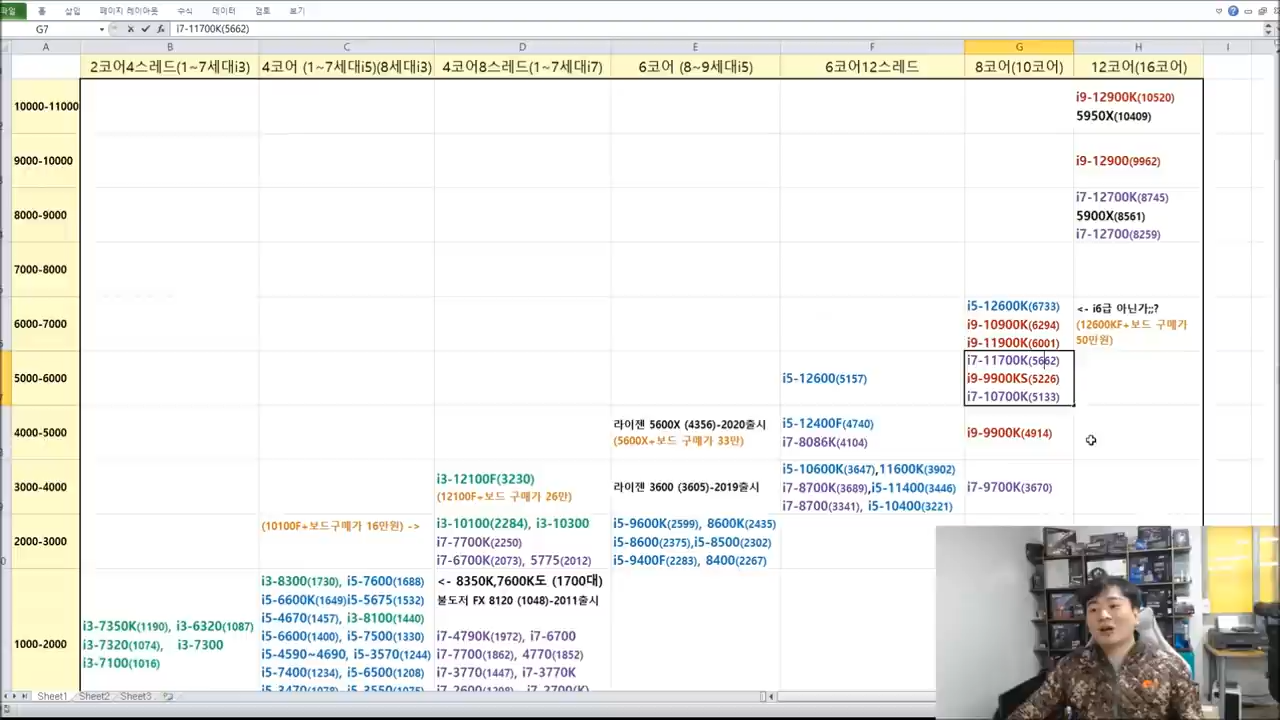 파일 홈 삽입 페이지 레이아웃 수식 데이터 검토 보기
G7 fx i7-11700K(5662)
A B C D E F G H I
2코어4스레드(1~7세대i3) 4코어 (1~7세대i5)(8세대i3) 4코어8스레드(1~7세대i7) 6코어 (8~9세대i5) 6코어12스레드 8코어(10코어) 12코어(16코어)
10000-11000
i9-12900K(10520)
5950X(10409)
9000-10000
i9-12900(9962)
8000-9000
i7-12700K(8745)
5900X(8561)
i7-12700(8259)
7000-8000
6000-7000
i5-12600K(6733)
i9-10900K(6294)
i9-11900K(6001)
<- i6급 아닌가;;?
(12600KF+보드 구매가
50만원)
5000-6000
i5-12600(5157)
i7-11700K(5662)
i9-9900KS(5226)
i7-10700K(5133)
4000-5000
라이젠 5600X (4356)-2020출시
(5600X+보드 구매가 33만)
i5-12400F(4740)
i7-8086K(4104)
i9-9900K(4914)
3000-4000
i3-12100F(3230)
(12100F+보드 구매가 26만)
라이젠 3600 (3605)-2019출시
i5-10600K(3647),11600K(3902)
i7-8700K(3689),i5-11400(3446)
i7-8700(3341), i5-10400(3221)
i7-9700K(3670)
2000-3000
(10100F+보드구매가 16만원) ->
i3-10100(2284), i3-10300
i7-7700K(2250)
i7-6700K(2073), 5775(2012)
i5-9600K(2599), 8600K(2435)
i5-8600(2375),i5-8500(2302)
i5-9400F(2283), 8400(2267)
1000-2000
i3-7350K(1190), i3-6320(1087)
i3-7320(1074), i3-7300
i3-7100(1016)
i3-8300(1730), i5-7600(1688)
i5-6600K(1649)i5-5675(1532)
i5-4670(1457), i3-8100(1440)
i5-6600(1400), i5-7500(1330)
i5-4590~4690, i5-3570(1244)
i5-7400(1234), i5-6500(1208)
i5-3470(1078), i5-3550(1075)
<- 8350K,7600K도 (1700대)
불도저 FX 8120 (1048)-2011출시
i7-4790K(1972), i7-6700
i7-7700(1862), 4770(1852)
i7-3770(1447), i7-3770K
i7-2600(1298), i7-2700(K)
Sheet1 Sheet2 Sheet3